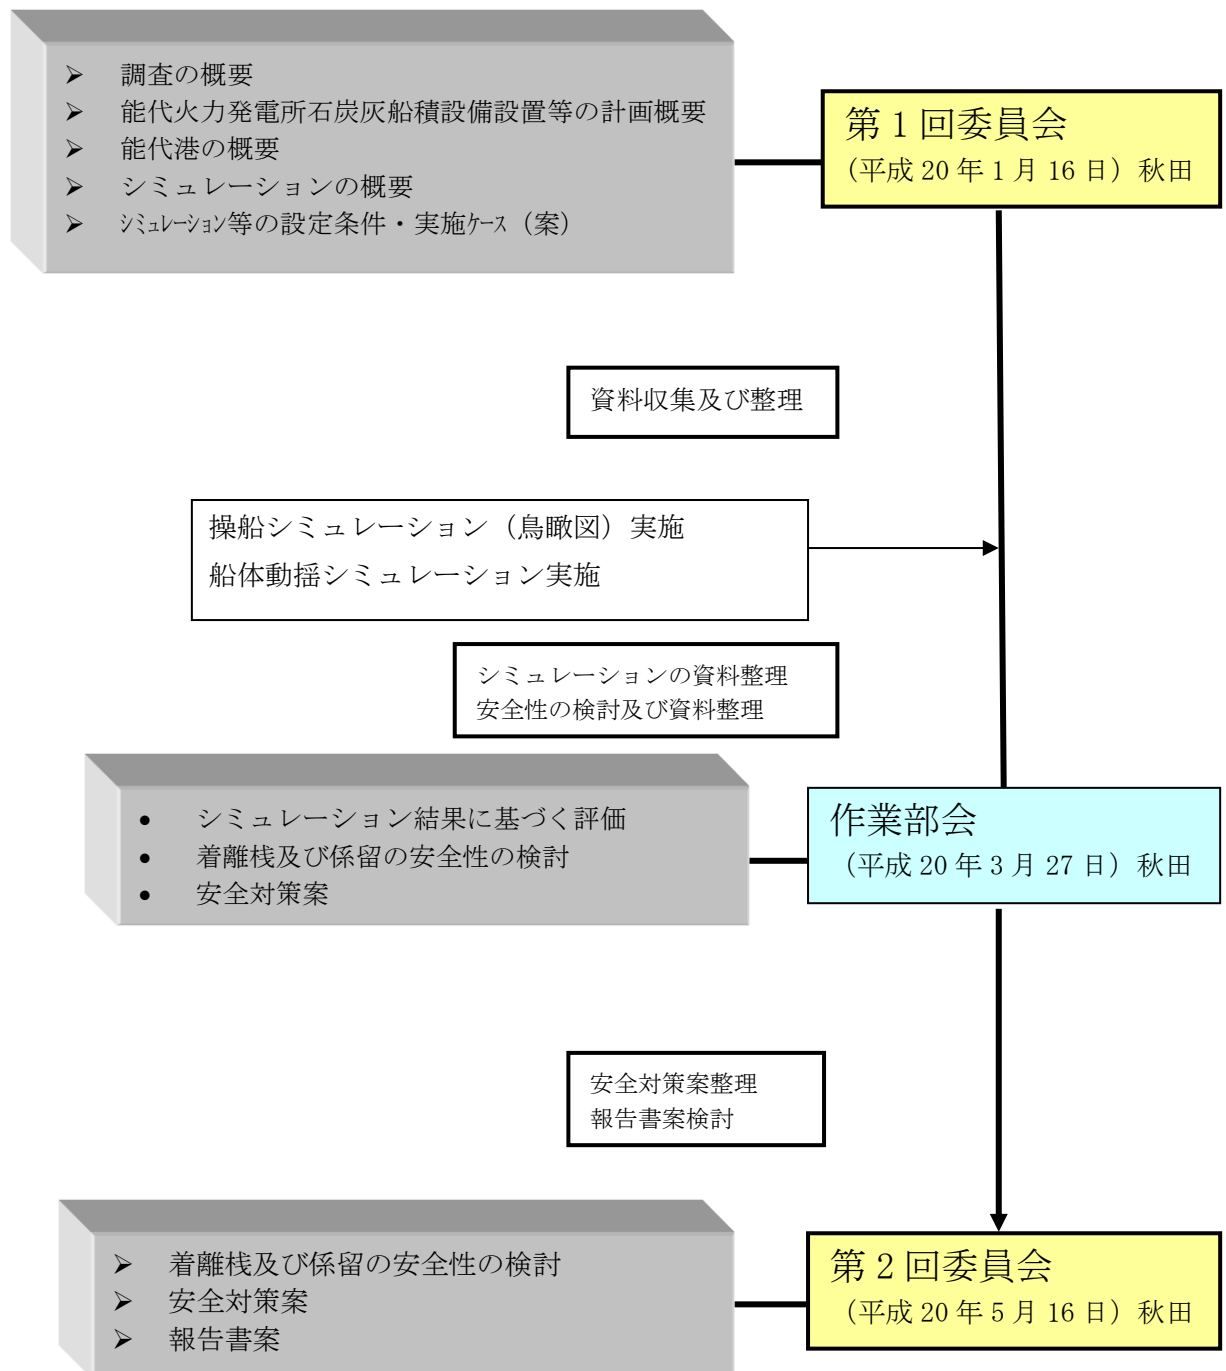 ➢ 調査の概要
➢ 能代火力発電所石炭灰船積設備設置等の計画概要
➢ 能代港の概要
➢ シミュレーションの概要
➢ ｼﾐｭﾚｰｼｮﾝ等の設定条件・実施ｹｰｽ（案）
第１回委員会
（平成 20 年 1 月 16 日）秋田
資料収集及び整理
操船シミュレーション（鳥瞰図）実施
船体動揺シミュレーション実施
シミュレーションの資料整理
安全性の検討及び資料整理
• シミュレーション結果に基づく評価
• 着離桟及び係留の安全性の検討
• 安全対策案
作業部会
（平成 20 年 3 月 27 日）秋田
安全対策案整理
報告書案検討
➢ 着離桟及び係留の安全性の検討
➢ 安全対策案
➢ 報告書案
第２回委員会
（平成 20 年 5 月 16 日）秋田